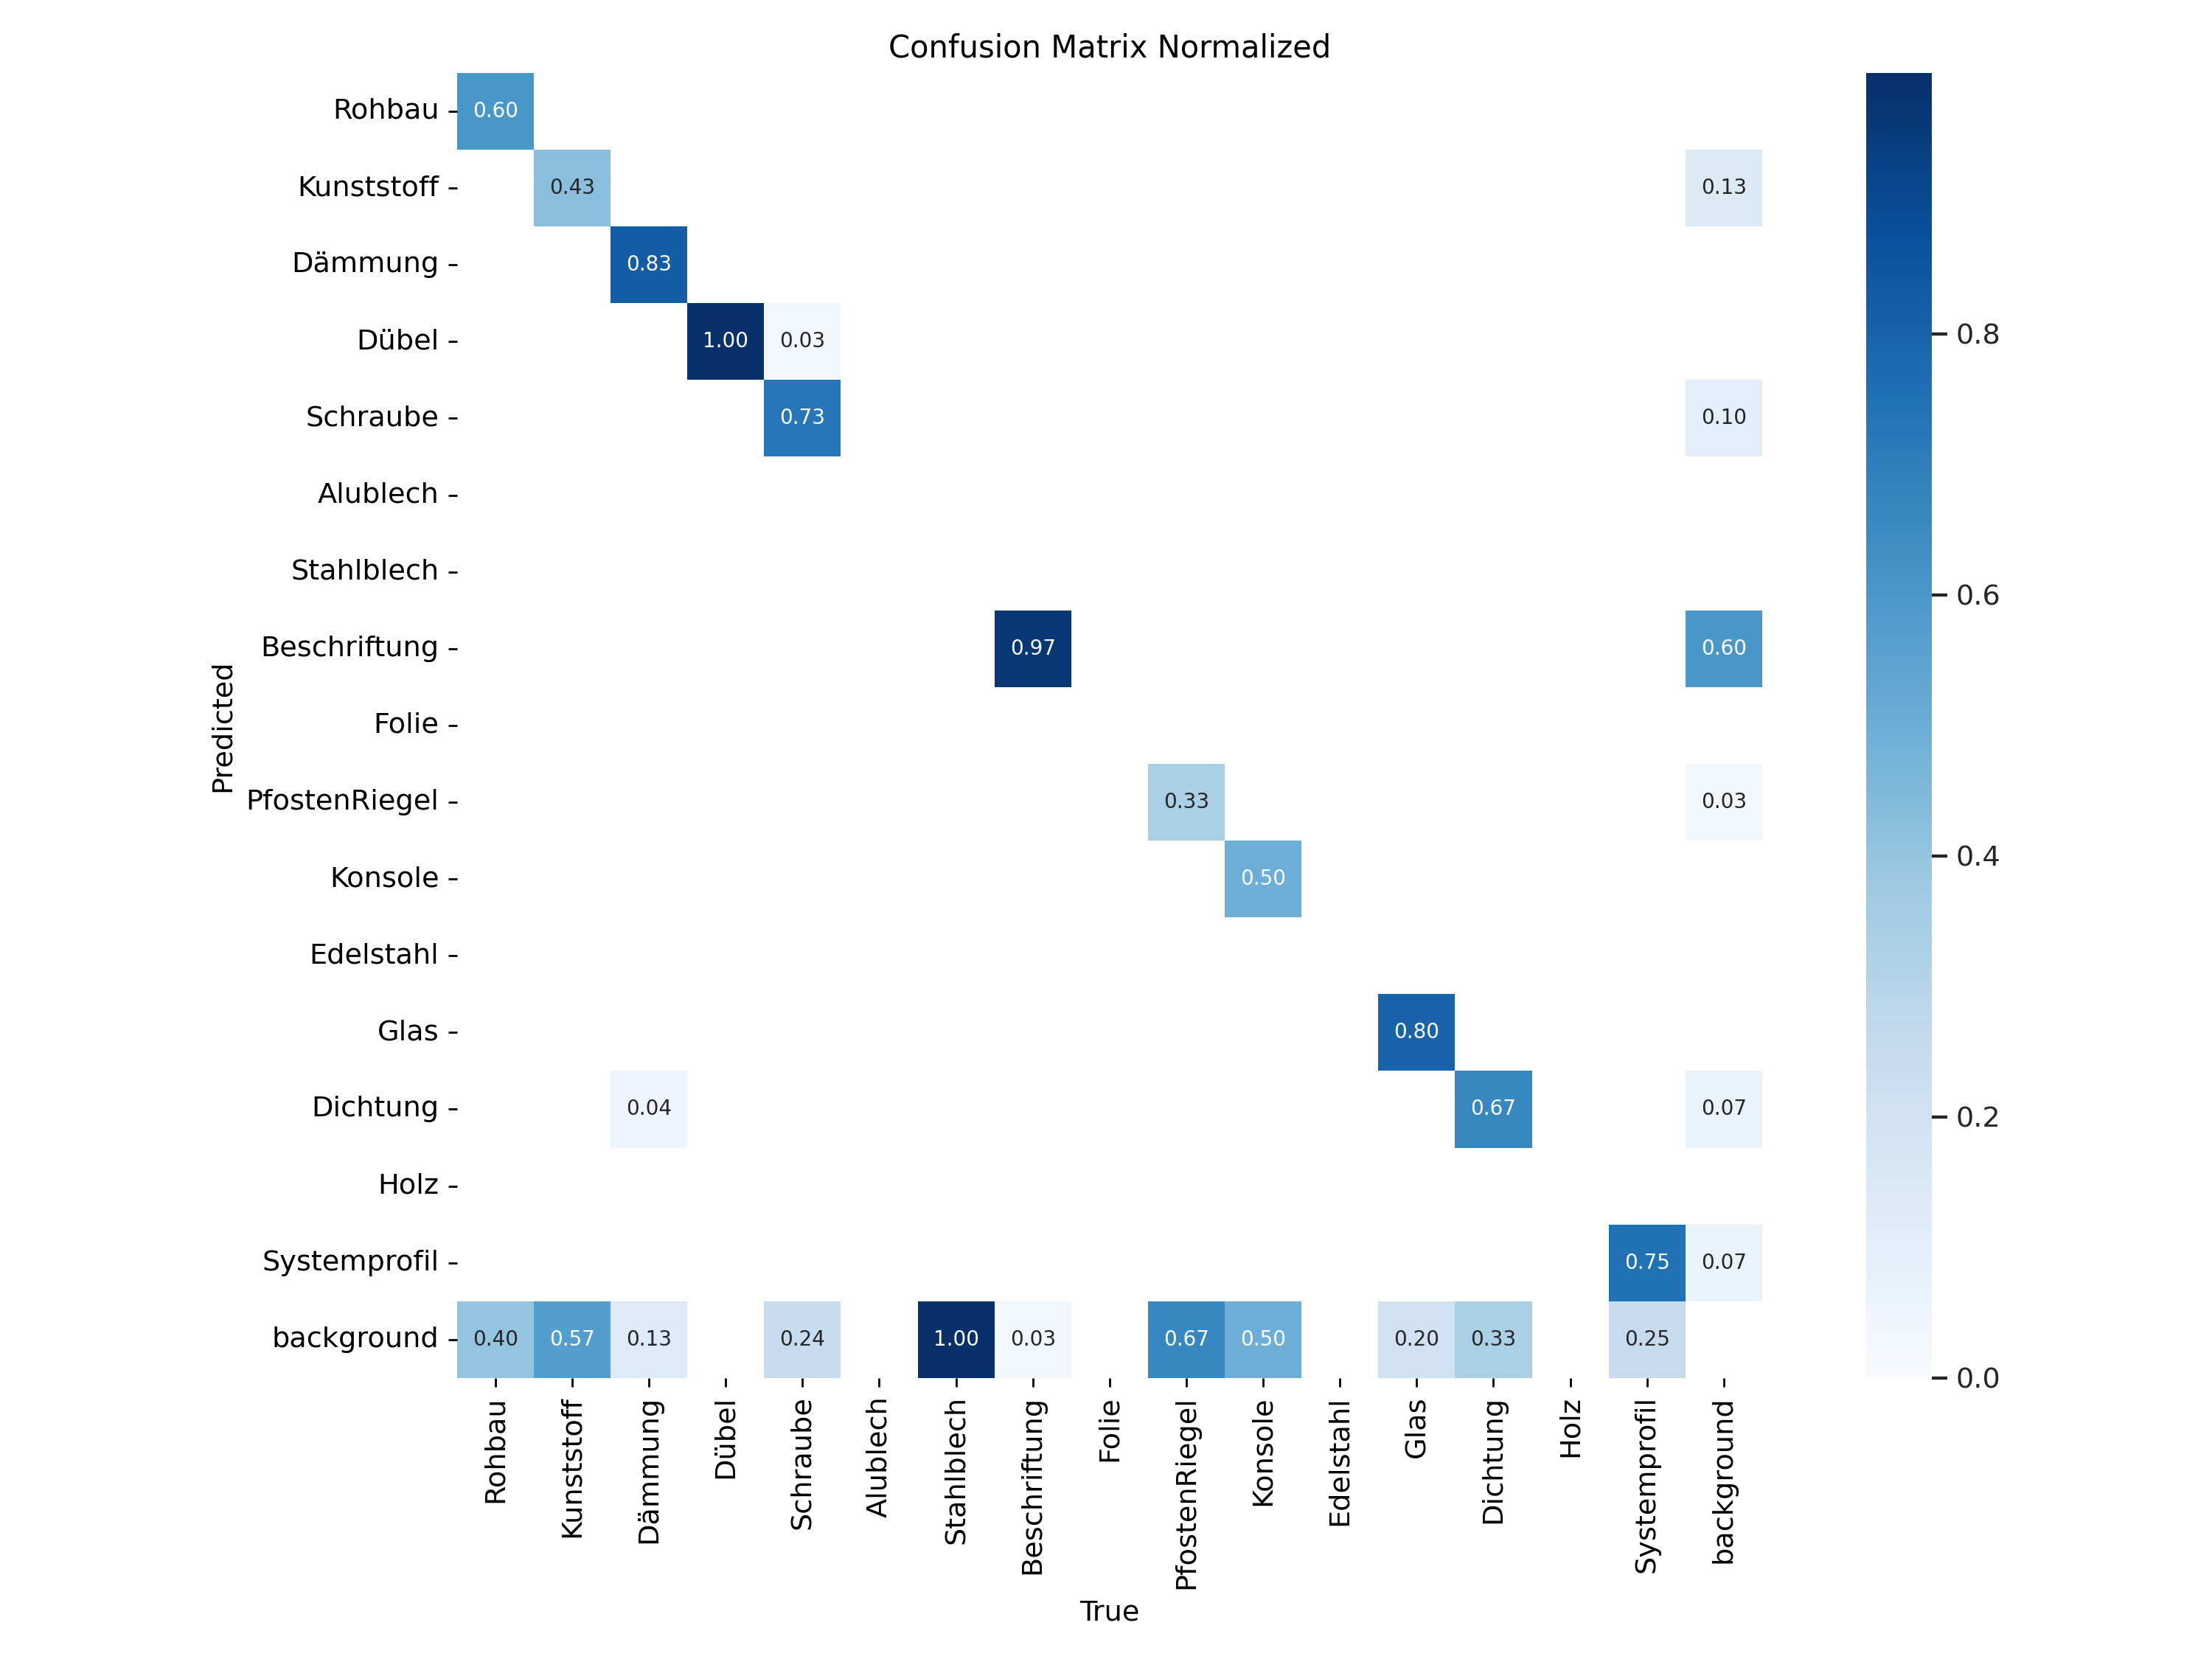 Confusion Matrix Normalized
Rohbau 0.60
Kunststoff 0.43 0.13
Dämmung 0.83
Dübel 1.00 0.03
Schraube 0.73 0.10
Alublech
Stahlblech
Beschriftung 0.97 0.60
Folie
PfostenRiegel 0.33 0.03
Konsole 0.50
Edelstahl
Glas 0.80
Dichtung 0.04 0.67 0.07
Holz
Systemprofil 0.75 0.07
background 0.40 0.57 0.13 0.24 1.00 0.03 0.67 0.50 0.20 0.33 0.25
Predicted
Rohbau
Kunststoff
Dämmung
Dübel
Schraube
Alublech
Stahlblech
Beschriftung
Folie
PfostenRiegel
Konsole
Edelstahl
Glas
Dichtung
Holz
Systemprofil
background
True
0.8
0.6
0.4
0.2
0.0